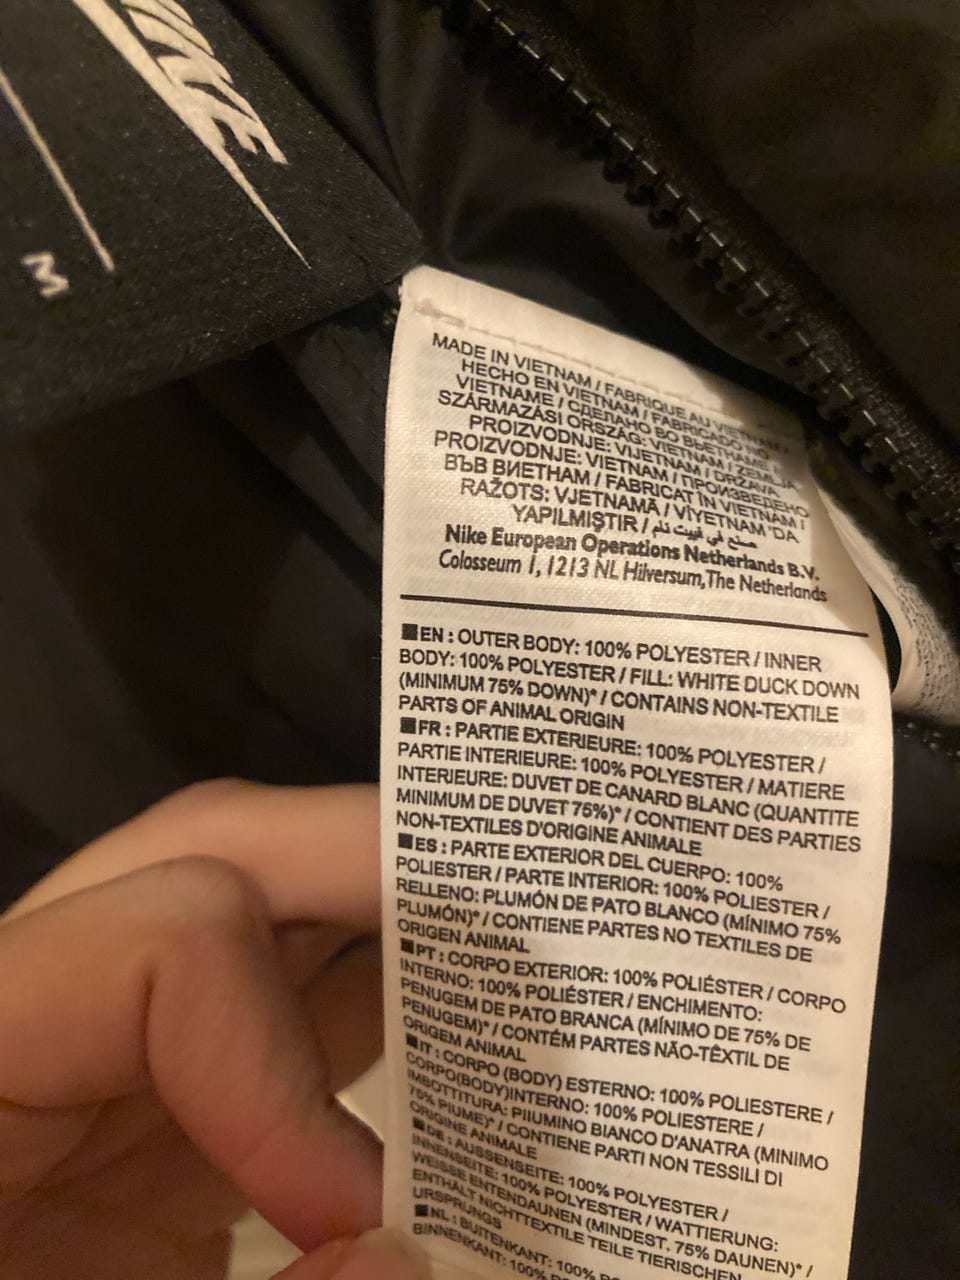 NIKE
M
MADE IN VIETNAM / FABRIQUE AU VIETNAM /
HECHO EN VIETNAM / FABRICADO NO
VIETNAME / СДЕЛАНО ВО ВЬЕТНАМЕ /
SZÁRMAZÁSI ORSZÁG: VIETNAM / ZEMLJA
PROIZVODNJE: VIJETNAM / DRŽAVA
PROIZVODNJE: VIETNAM / ПРОИЗВЕДЕНО
ВЪВ ВИЕТНАМ / FABRICAT ÎN VIETNAM /
RAŽOTS: VJETNAMĀ / VİYETNAM 'DA
YAPILMIŞTIR / صنع في فييت نام
Nike European Operations Netherlands B.V.
Colosseum 1, 1213 NL Hilversum, The Netherlands
EN : OUTER BODY: 100% POLYESTER / INNER
BODY: 100% POLYESTER / FILL: WHITE DUCK DOWN
(MINIMUM 75% DOWN)* / CONTAINS NON-TEXTILE
PARTS OF ANIMAL ORIGIN
FR : PARTIE EXTERIEURE: 100% POLYESTER /
PARTIE INTERIEURE: 100% POLYESTER / MATIERE
INTERIEURE: DUVET DE CANARD BLANC (QUANTITE
MINIMUM DE DUVET 75%)* / CONTIENT DES PARTIES
NON-TEXTILES D'ORIGINE ANIMALE
ES : PARTE EXTERIOR DEL CUERPO: 100%
POLIESTER / PARTE INTERIOR: 100% POLIESTER /
RELLENO: PLUMÓN DE PATO BLANCO (MÍNIMO 75%
PLUMÓN)* / CONTIENE PARTES NO TEXTILES DE
ORIGEN ANIMAL
PT : CORPO EXTERIOR: 100% POLIÉSTER / CORPO
INTERNO: 100% POLIÉSTER / ENCHIMENTO:
PENUGEM DE PATO BRANCA (MÍNIMO DE 75% DE
PENUGEM)* / CONTÉM PARTES NÃO-TÊXTIL DE
ORIGEM ANIMAL
IT : CORPO (BODY) ESTERNO: 100% POLIESTERE /
CORPO(BODY)INTERNO: 100% POLIESTERE /
IMBOTTITURA: PIIUMINO BIANCO D'ANATRA (MINIMO
75% PIUME)* / CONTIENE PARTI NON TESSILI DI
ORIGINE ANIMALE
DE : AUSSENSEITE: 100% POLYESTER /
INNENSEITE: 100% POLYESTER / WATTIERUNG:
WEISSE ENTENDAUNEN (MINDEST. 75% DAUNEN)* /
ENTHÄLT NICHTTEXTILE TEILE TIERISCHEN
URSPRUNGS
NL : BUITENKANT: 100%
BINNENKANT: 100%